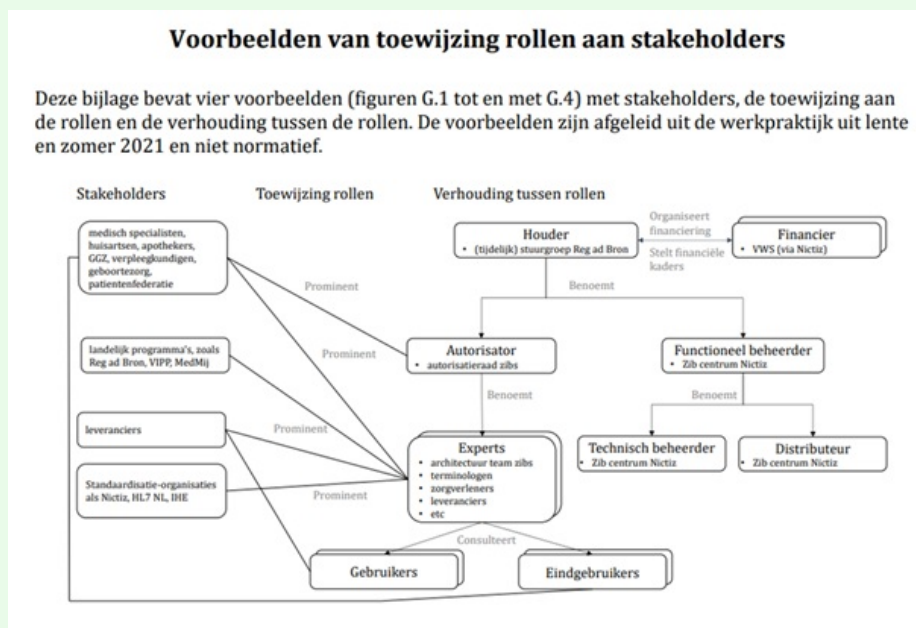 Voorbeelden van toewijzing rollen aan stakeholders
Deze bijlage bevat vier voorbeelden (figuren G.1 tot en met G.4) met stakeholders, de toewijzing aan
de rollen en de verhouding tussen de rollen. De voorbeelden zijn afgeleid uit de werkpraktijk uit lente
en zomer 2021 en niet normatief.
Stakeholders
Toewijzing rollen
Verhouding tussen rollen
medisch specialisten,
huisartsen, apothekers,
GGZ, verpleegkundigen,
geboortezorg,
patientenfederatie
Houder
• (tijdelijk) stuurgroep Reg ad Bron
Organiseert
financiering
Stelt financiële
kaders
Financier
• VWS (via Nictiz)
Prominent
Benoemt
landelijk programma's, zoals
Reg ad Bron, VIPP, MedMij
Prominent
Autorisator
• autorisatieraad zibs
Functioneel beheerder
• Zib centrum Nictiz
Benoemt
Benoemt
leveranciers
Prominent
Experts
• architectuur team zibs
• terminologen
• zorgverleners
• leveranciers
• etc
Technisch beheerder
• Zib centrum Nictiz
Distributeur
• Zib centrum Nictiz
Standaardisatie-organisaties
als Nictiz, HL7 NL, IHE
Prominent
Consulteert
Gebruikers
Eindgebruikers